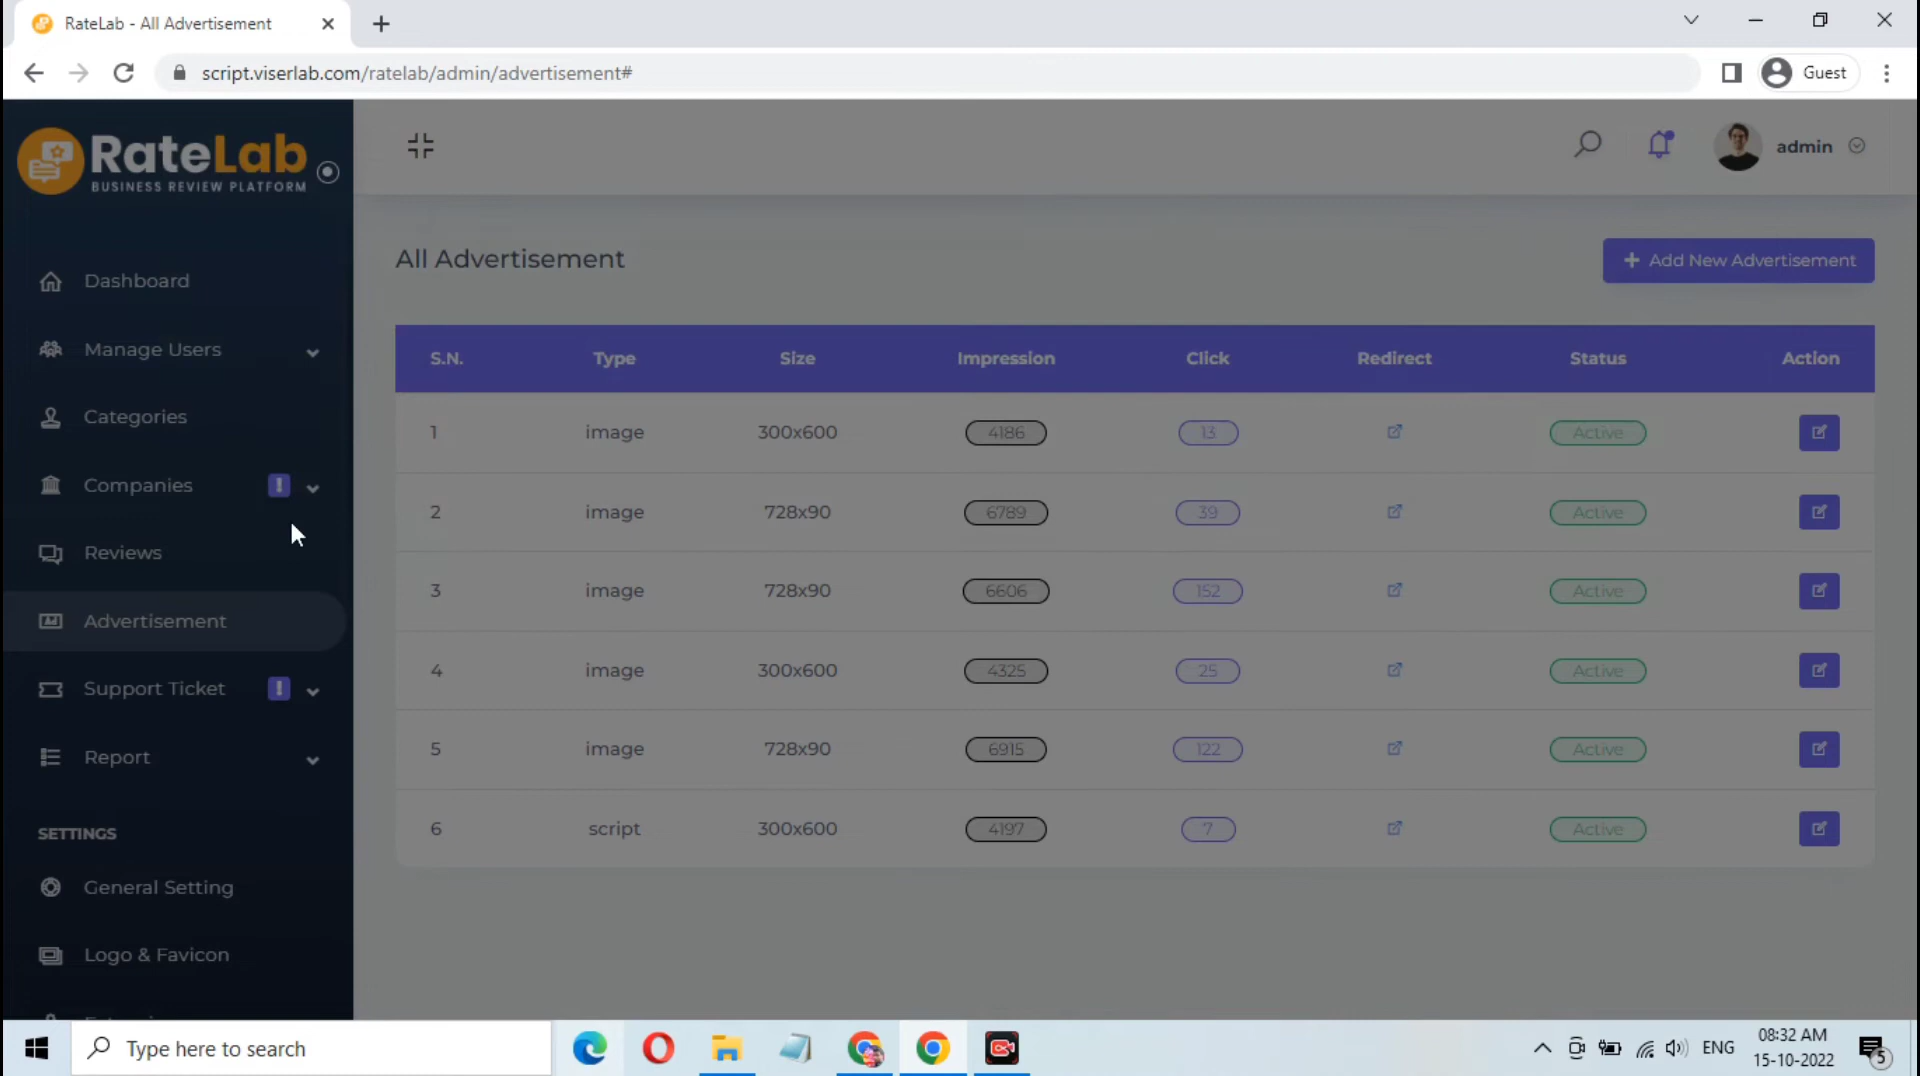 RateLab - All Advertisement
script.viserlab.com/ratelab/admin/advertisement#
Guest
RateLab
BUSINESS REVIEW PLATFORM
admin
Dashboard
Manage Users
Categories
Companies !
Reviews
Advertisement
Support Ticket !
Report
SETTINGS
General Setting
Logo & Favicon
All Advertisement
+ Add New Advertisement
S.N. Type Size Impression Click Redirect Status Action
1 image 300x600 4186 13 Active
2 image 728x90 6789 39 Active
3 image 728x90 6606 152 Active
4 image 300x600 4325 25 Active
5 image 728x90 6915 122 Active
6 script 300x600 4197 7 Active
Type here to search
ENG
08:32 AM
15-10-2022
5